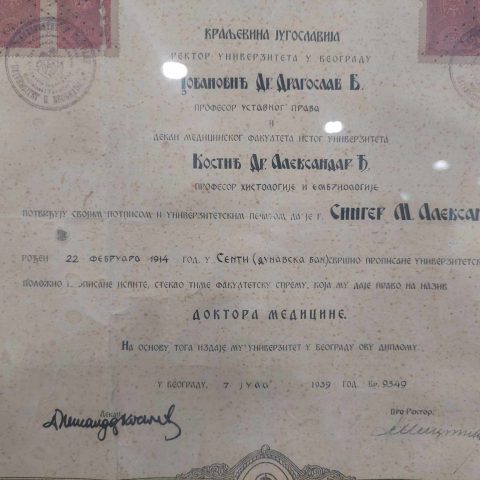 КРАЉЕВИНА ЈУГОСЛАВИЈА
РЕКТОР УНИВЕРЗИТЕТА У БЕОГРАДУ
ЈОВАНОВИЋ ДР. ДРАГОСЛАВ Б.
ПРОФЕСОР УСТАВНОГ ПРАВА
И
ДЕКАН МЕДИЦИНСКОГ ФАКУЛТЕТА ИСТОГ УНИВЕРЗИТЕТА
КОСТИЋ ДР. АЛЕКСАНДАР Ђ.
ПРОФЕСОР ХИСТОЛОГИЈЕ И ЕМБРИОЛОГИЈЕ
ПОТВРЂУЈУ СВОЈИМ ПОТПИСОМ И УНИВЕРЗИТЕТСКИМ ПЕЧАТОМ ДА ЈЕ Г. СИНГЕР М. АЛЕКСАН
РОЂЕН 22 ФЕБРУАРА 1914 ГОД. У СЕНТИ (ДУНАВСКА БАН) СВРШИО ПРОПИСАНЕ УНИВЕРЗИТЕТСК
ПОЛОЖИО ПРОПИСАНЕ ИСПИТЕ, СТЕКАО ТИМЕ ФАКУЛТЕТСКУ СПРЕМУ, КОЈА МУ ДАЈЕ ПРАВО НА НАЗИВ
ДОКТОРА МЕДИЦИНЕ.
НА ОСНОВУ ТОГА ИЗДАЈЕ МУ УНИВЕРЗИТЕТ У БЕОГРАДУ ОВУ ДИПЛОМУ.
У БЕОГРАДУ, 7 ЈУЛА 1939 ГОД. БР. 9349
ДЕКАН,
ПРО РЕКТОР,